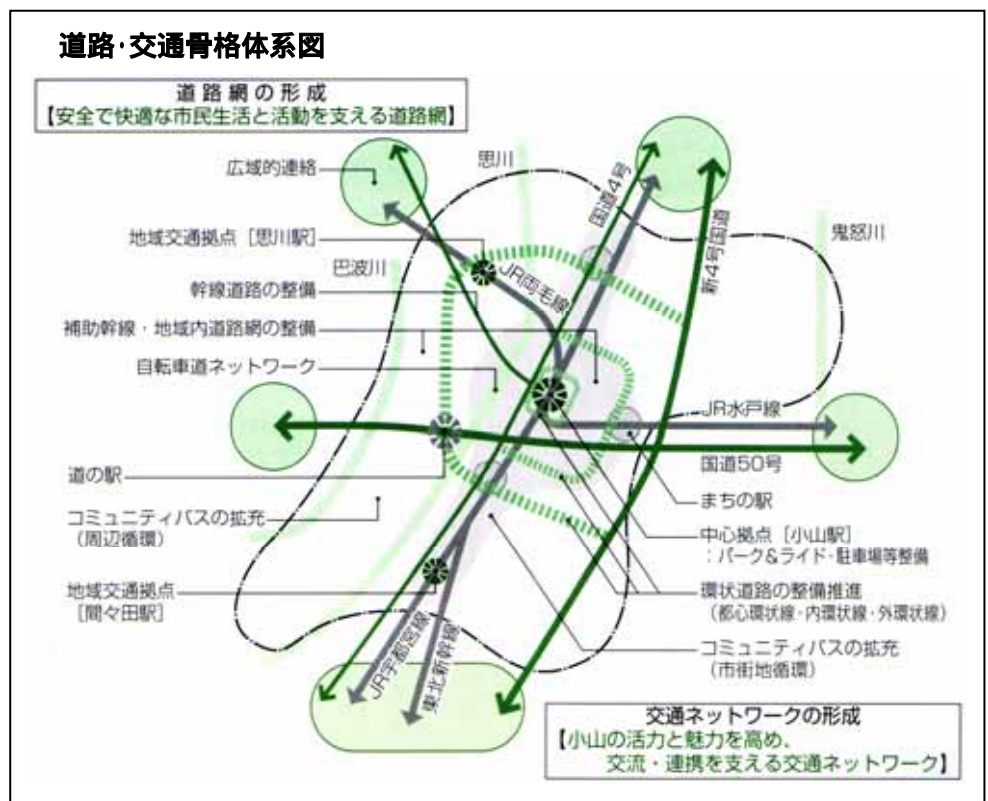 道路・交通骨格体系図
道路網の形成
【安全で快適な市民生活と活動を支える道路網】
広域的連絡
思川
国道4号
新4号国道
鬼怒川
地域交通拠点［思川駅］
巴波川
JR両毛線
幹線道路の整備
補助幹線・地域内道路網の整備
自転車道ネットワーク
JR水戸線
国道50号
道の駅
まちの駅
コミュニティバスの拡充
（周辺循環）
中心拠点［小山駅］
：パーク&ライド・駐車場等整備
地域交通拠点
［間々田駅］
環状道路の整備推進
（都心環状線・内環状線・外環状線）
JR宇都宮線
東北新幹線
コミュニティバスの拡充
（市街地循環）
交通ネットワークの形成
【小山の活力と魅力を高め、
交流・連携を支える交通ネットワーク】